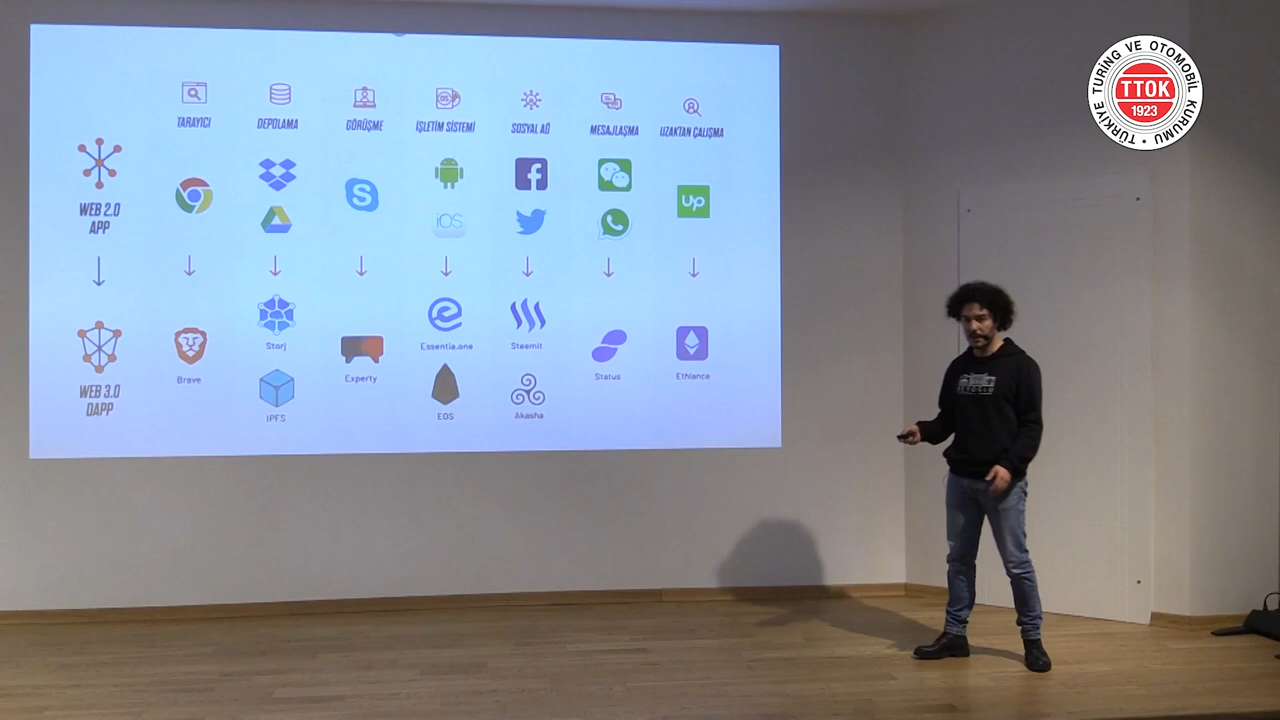 TARAYICI
DEPOLAMA
GÖRÜŞME
İŞLETİM SİSTEMİ
SOSYAL AĞ
MESAJLAŞMA
UZAKTAN ÇALIŞMA
WEB 2.0
APP
iOS
Up
WEB 3.0
DAPP
Brave
Storj
IPFS
Experty
Essentia.one
EOS
Steemit
Akasha
Status
Ethlance
TÜRKİYE TURİNG VE OTOMOBİL KURUMU
TTOK
1923